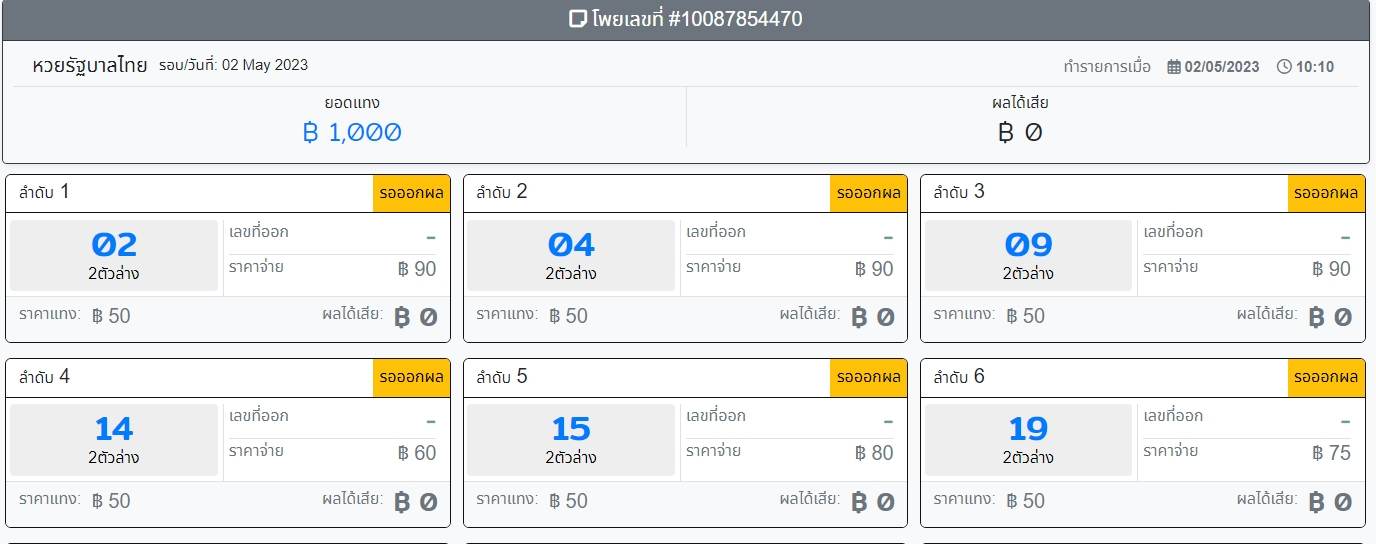 โพยเลขที่ #10087854470
หวยรัฐบาลไทย รอบ/วันที่: 02 May 2023
ทำรายการเมื่อ 02/05/2023 10:10
ยอดแทง
฿ 1,000
ผลได้เสีย
฿ 0
ลำดับ 1 รอออกผล
02
2ตัวล่าง
เลขที่ออก -
ราคาจ่าย ฿ 90
ราคาแทง: ฿ 50 ผลได้เสีย: ฿ 0
ลำดับ 2 รอออกผล
04
2ตัวล่าง
เลขที่ออก -
ราคาจ่าย ฿ 90
ราคาแทง: ฿ 50 ผลได้เสีย: ฿ 0
ลำดับ 3 รอออกผล
09
2ตัวล่าง
เลขที่ออก -
ราคาจ่าย ฿ 90
ราคาแทง: ฿ 50 ผลได้เสีย: ฿ 0
ลำดับ 4 รอออกผล
14
2ตัวล่าง
เลขที่ออก -
ราคาจ่าย ฿ 60
ราคาแทง: ฿ 50 ผลได้เสีย: ฿ 0
ลำดับ 5 รอออกผล
15
2ตัวล่าง
เลขที่ออก -
ราคาจ่าย ฿ 80
ราคาแทง: ฿ 50 ผลได้เสีย: ฿ 0
ลำดับ 6 รอออกผล
19
2ตัวล่าง
เลขที่ออก -
ราคาจ่าย ฿ 75
ราคาแทง: ฿ 50 ผลได้เสีย: ฿ 0